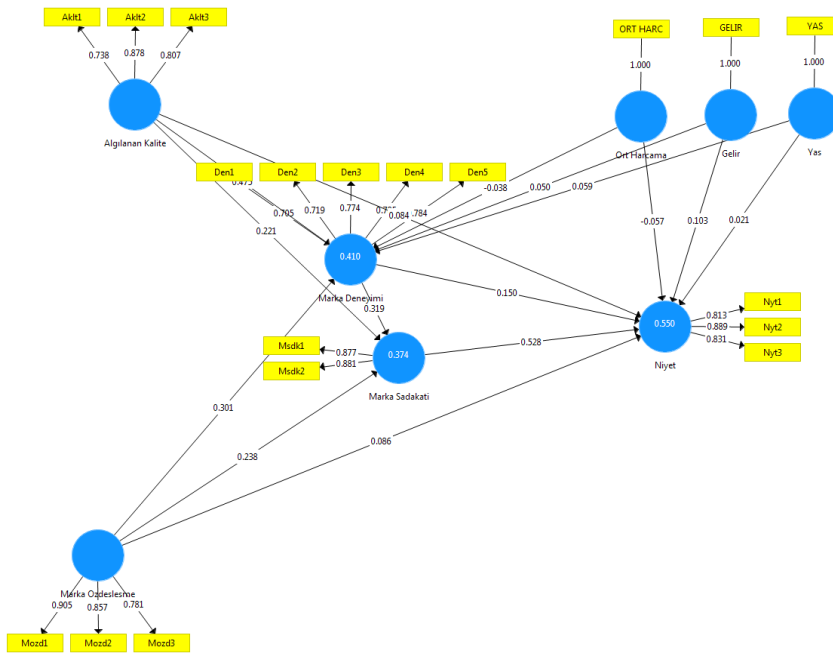 Aklt1 Aklt2 Aklt3
ORT HARC GELIR YAS
0.738 0.878 0.807
1.000 1.000 1.000
Algılanan Kalite
Ort Harcama Gelir Yas
Den1 Den2 Den3 Den4 Den5
-0.038 0.050 0.059
0.705 0.719 0.774 0.084 .784
0.221
-0.057 0.103 0.021
0.410
Marka Deneyimi
0.150
0.319
Nyt1
0.813
0.550
0.889 Nyt2
0.831
Nyt3
Niyet
Msdk1 0.877
0.374
0.528
Msdk2 0.881
Marka Sadakati
0.301
0.086
0.238
Marka Ozdeslesme
0.905 0.857 0.781
Mozd1 Mozd2 Mozd3